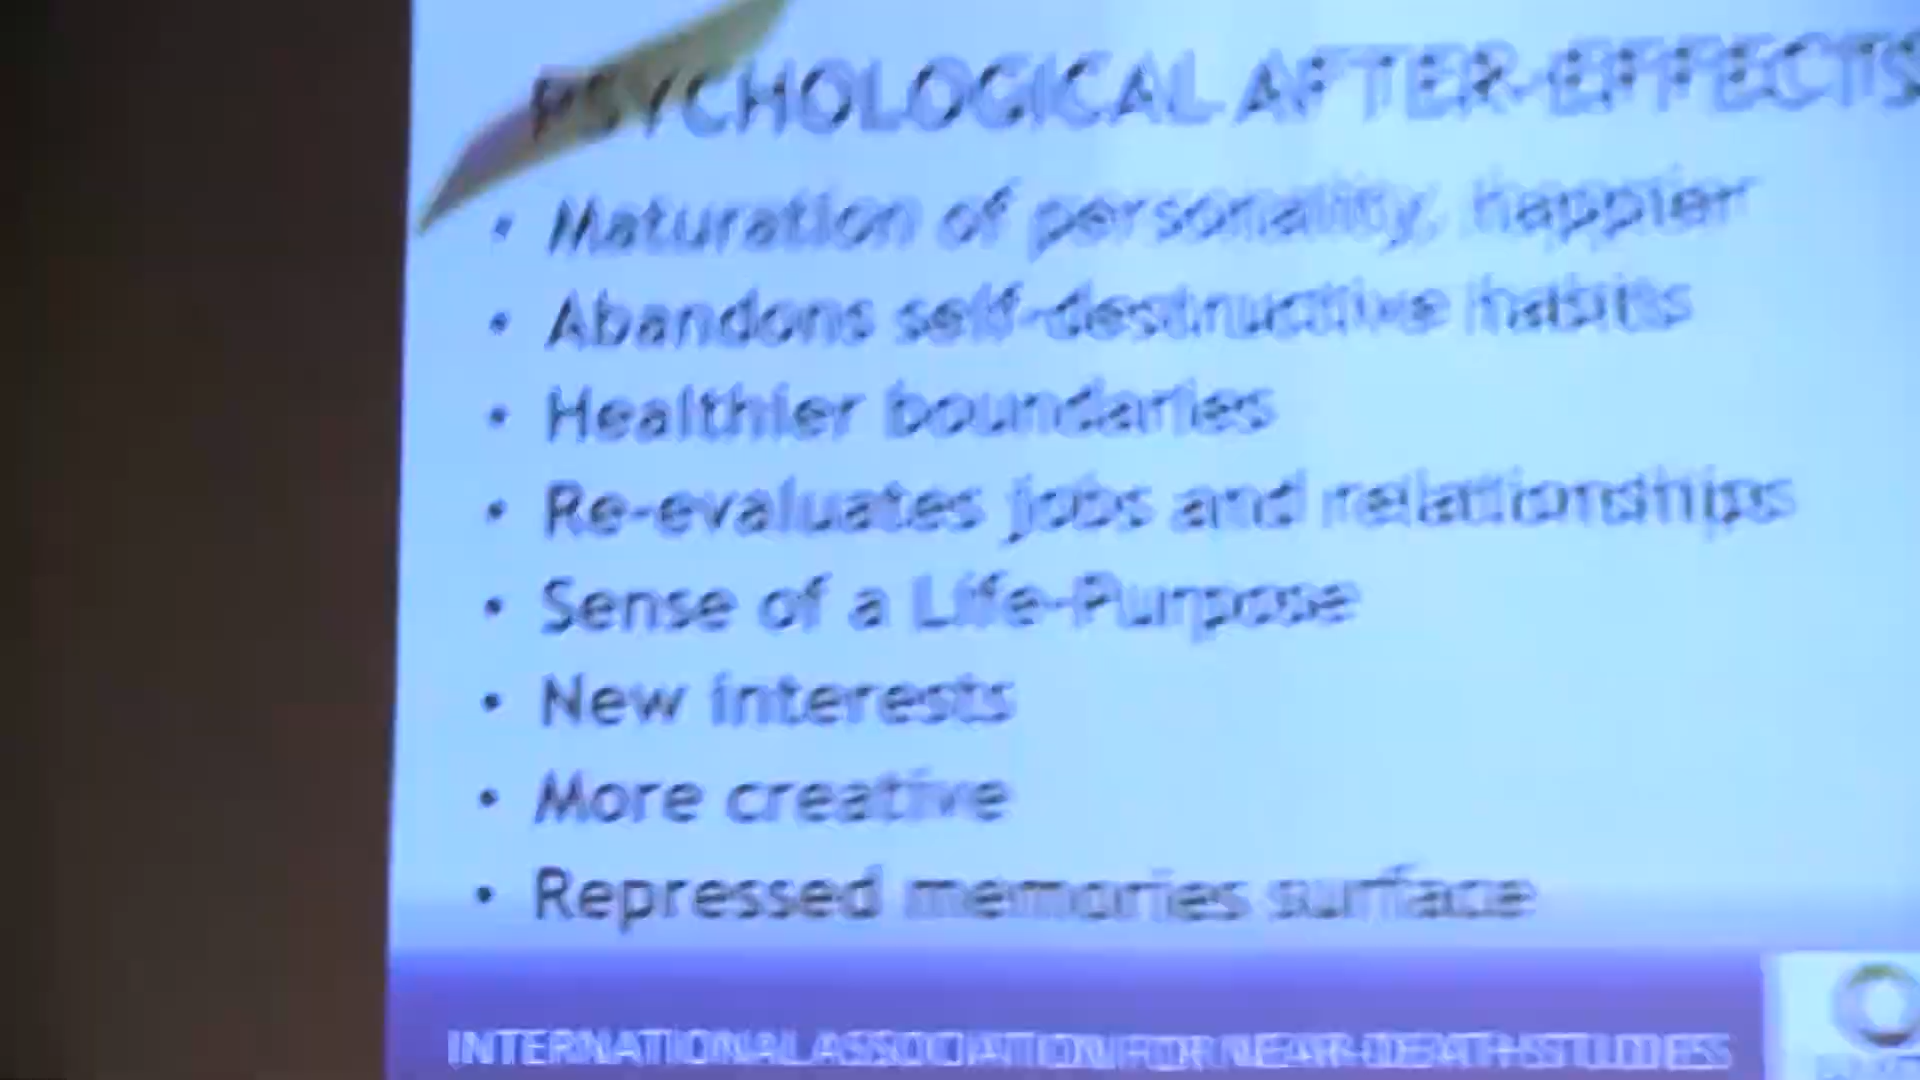 PSYCHOLOGICAL AFTER-EFFECTS
• Maturation of personality, happier
• Abandons self-destructive habits
• Healthier boundaries
• Re-evaluates jobs and relationships
• Sense of a Life-Purpose
• New interests
• More creative
• Repressed memories surface
INTERNATIONAL ASSOCIATION FOR NEAR-DEATH STUDIES